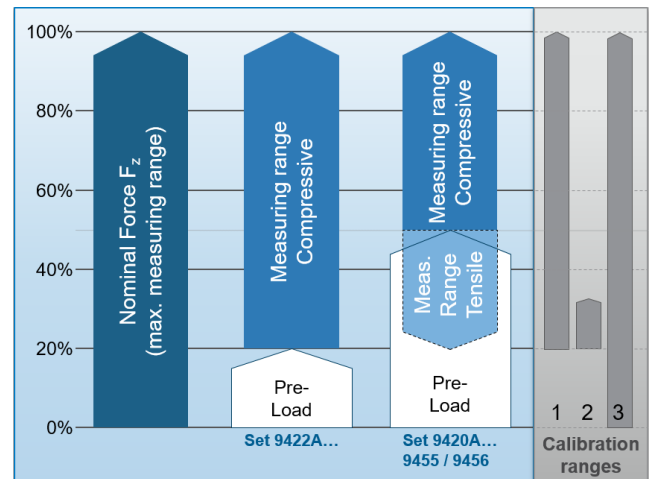 100%
80%
60%
40%
20%
0%
Nominal Force Fz
(max. measuring range)
Measuring range
Compressive
Pre-
Load
Set 9422A…
Measuring range
Compressive
Meas.
Range
Tensile
Pre-
Load
Set 9420A…
9455 / 9456
1 2 3
Calibration
ranges